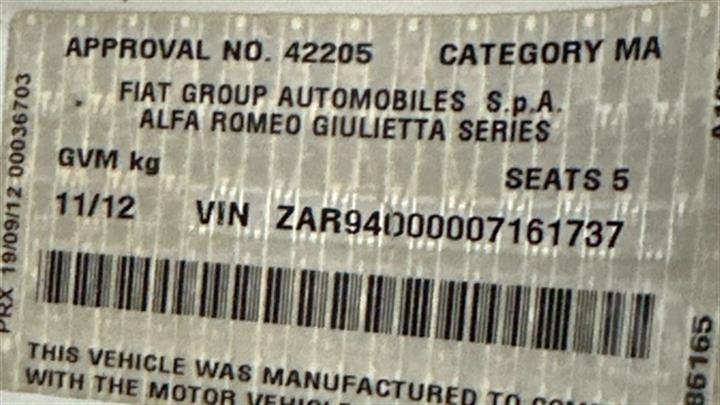 APPROVAL NO. 42205 CATEGORY MA
FIAT GROUP AUTOMOBILES S.p.A.
ALFA ROMEO GIULIETTA SERIES
GVM kg SEATS 5
11/12 VIN ZAR94000007161737
THIS VEHICLE WAS MANUFACTURED TO
WITH THE MOTOR
PRX 19/09/12 00036703
86165